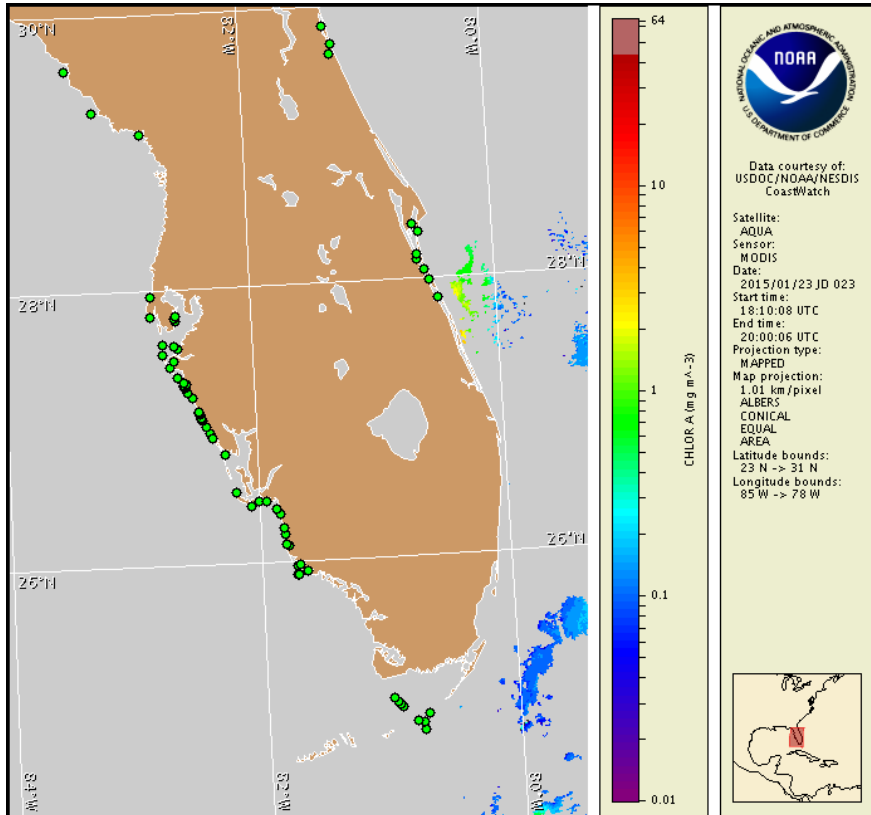 30°N
82°W
80°W
28°N
28°N
26°N
26°N
84°W
82°W
80°W
64
10
1
0.1
0.01
CHLOR A (mg m^-3)
NATIONAL OCEANIC AND ATMOSPHERIC ADMINISTRATION
NOAA
U.S. DEPARTMENT OF COMMERCE
Data courtesy of:
USDOC/NOAA/NESDIS
CoastWatch
Satellite:
AQUA
Sensor:
MODIS
Date:
2015/01/23 JD 023
Start time:
18:10:08 UTC
End time:
20:00:06 UTC
Projection type:
MAPPED
Map projection:
1.01 km/pixel
ALBERS
CONICAL
EQUAL
AREA
Latitude bounds:
23 N -> 31 N
Longitude bounds:
85 W -> 78 W